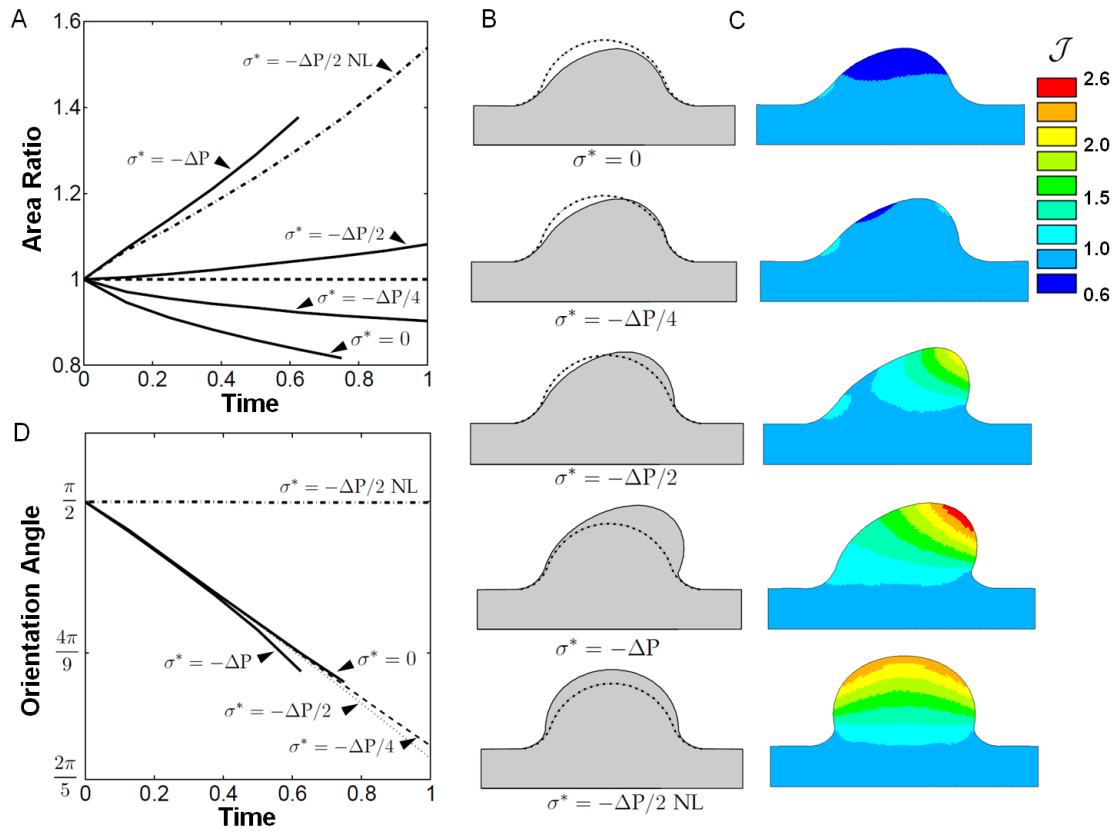 A
1.6
1.4
1.2
1
0.8
Area Ratio
σ* = −ΔP/2 NL
σ* = −ΔP
σ* = −ΔP/2
σ* = −ΔP/4
σ* = 0
0 0.2 0.4 0.6 0.8 1
Time
B
σ* = 0
σ* = −ΔP/4
σ* = −ΔP/2
σ* = −ΔP
σ* = −ΔP/2 NL
C
𝒥
2.6
2.0
1.5
1.0
0.6
D
π/2
4π/9
2π/5
Orientation Angle
σ* = −ΔP/2 NL
σ* = −ΔP
σ* = 0
σ* = −ΔP/2
σ* = −ΔP/4
0 0.2 0.4 0.6 0.8 1
Time